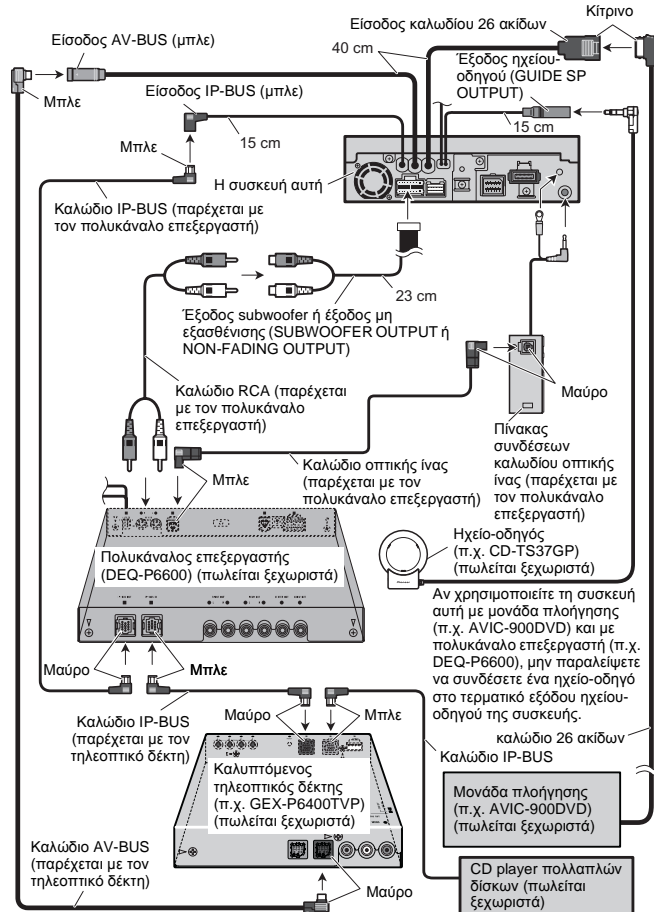 Είσοδος καλωδίου 26 ακίδων
Κίτρινο
Είσοδος AV-BUS (μπλε)
40 cm
Έξοδος ηχείου-
οδηγού (GUIDE SP
OUTPUT)
Μπλε
Είσοδος IP-BUS (μπλε)
15 cm
15 cm
Μπλε
Η συσκευή αυτή
Καλώδιο IP-BUS (παρέχεται με
τον πολυκάναλο επεξεργαστή)
23 cm
Έξοδος subwoofer ή έξοδος μη
εξασθένισης (SUBWOOFER OUTPUT ή
NON-FADING OUTPUT)
Μαύρο
Καλώδιο RCA (παρέχεται
με τον πολυκάναλο
επεξεργαστή)
Πίνακας
συνδέσεων
καλωδίου οπτικής
ίνας (παρέχεται με
τον πολυκάναλο
επεξεργαστή)
Μπλε
Καλώδιο οπτικής ίνας
(παρέχεται με τον
πολυκάναλο επεξεργαστή)
Πολυκάναλος επεξεργαστής
(DEQ-P6600) (πωλείται ξεχωριστά)
Ηχείο-οδηγός
(π.χ. CD-TS37GP)
(πωλείται ξεχωριστά)
Αν χρησιμοποιείτε τη συσκευή
αυτή με μονάδα πλοήγησης
(π.χ. AVIC-900DVD) και με
πολυκάναλο επεξεργαστή (π.χ.
DEQ-P6600), μην παραλείψετε
να συνδέσετε ένα ηχείο-οδηγό
στο τερματικό εξόδου ηχείου-
οδηγού της συσκευής.
Μαύρο
Μπλε
Καλώδιο IP-BUS
(παρέχεται με τον
τηλεοπτικό δέκτη)
Μαύρο
Μπλε
καλώδιο 26 ακίδων
Καλώδιο IP-BUS
Καλυπτόμενος
τηλεοπτικός δέκτης
(π.χ. GEX-P6400TVP)
(πωλείται ξεχωριστά)
Μονάδα πλοήγησης
(π.χ. AVIC-900DVD)
(πωλείται ξεχωριστά)
Καλώδιο AV-BUS
(παρέχεται με τον
τηλεοπτικό δέκτη)
Μαύρο
CD player πολλαπλών
δίσκων (πωλείται
ξεχωριστά)